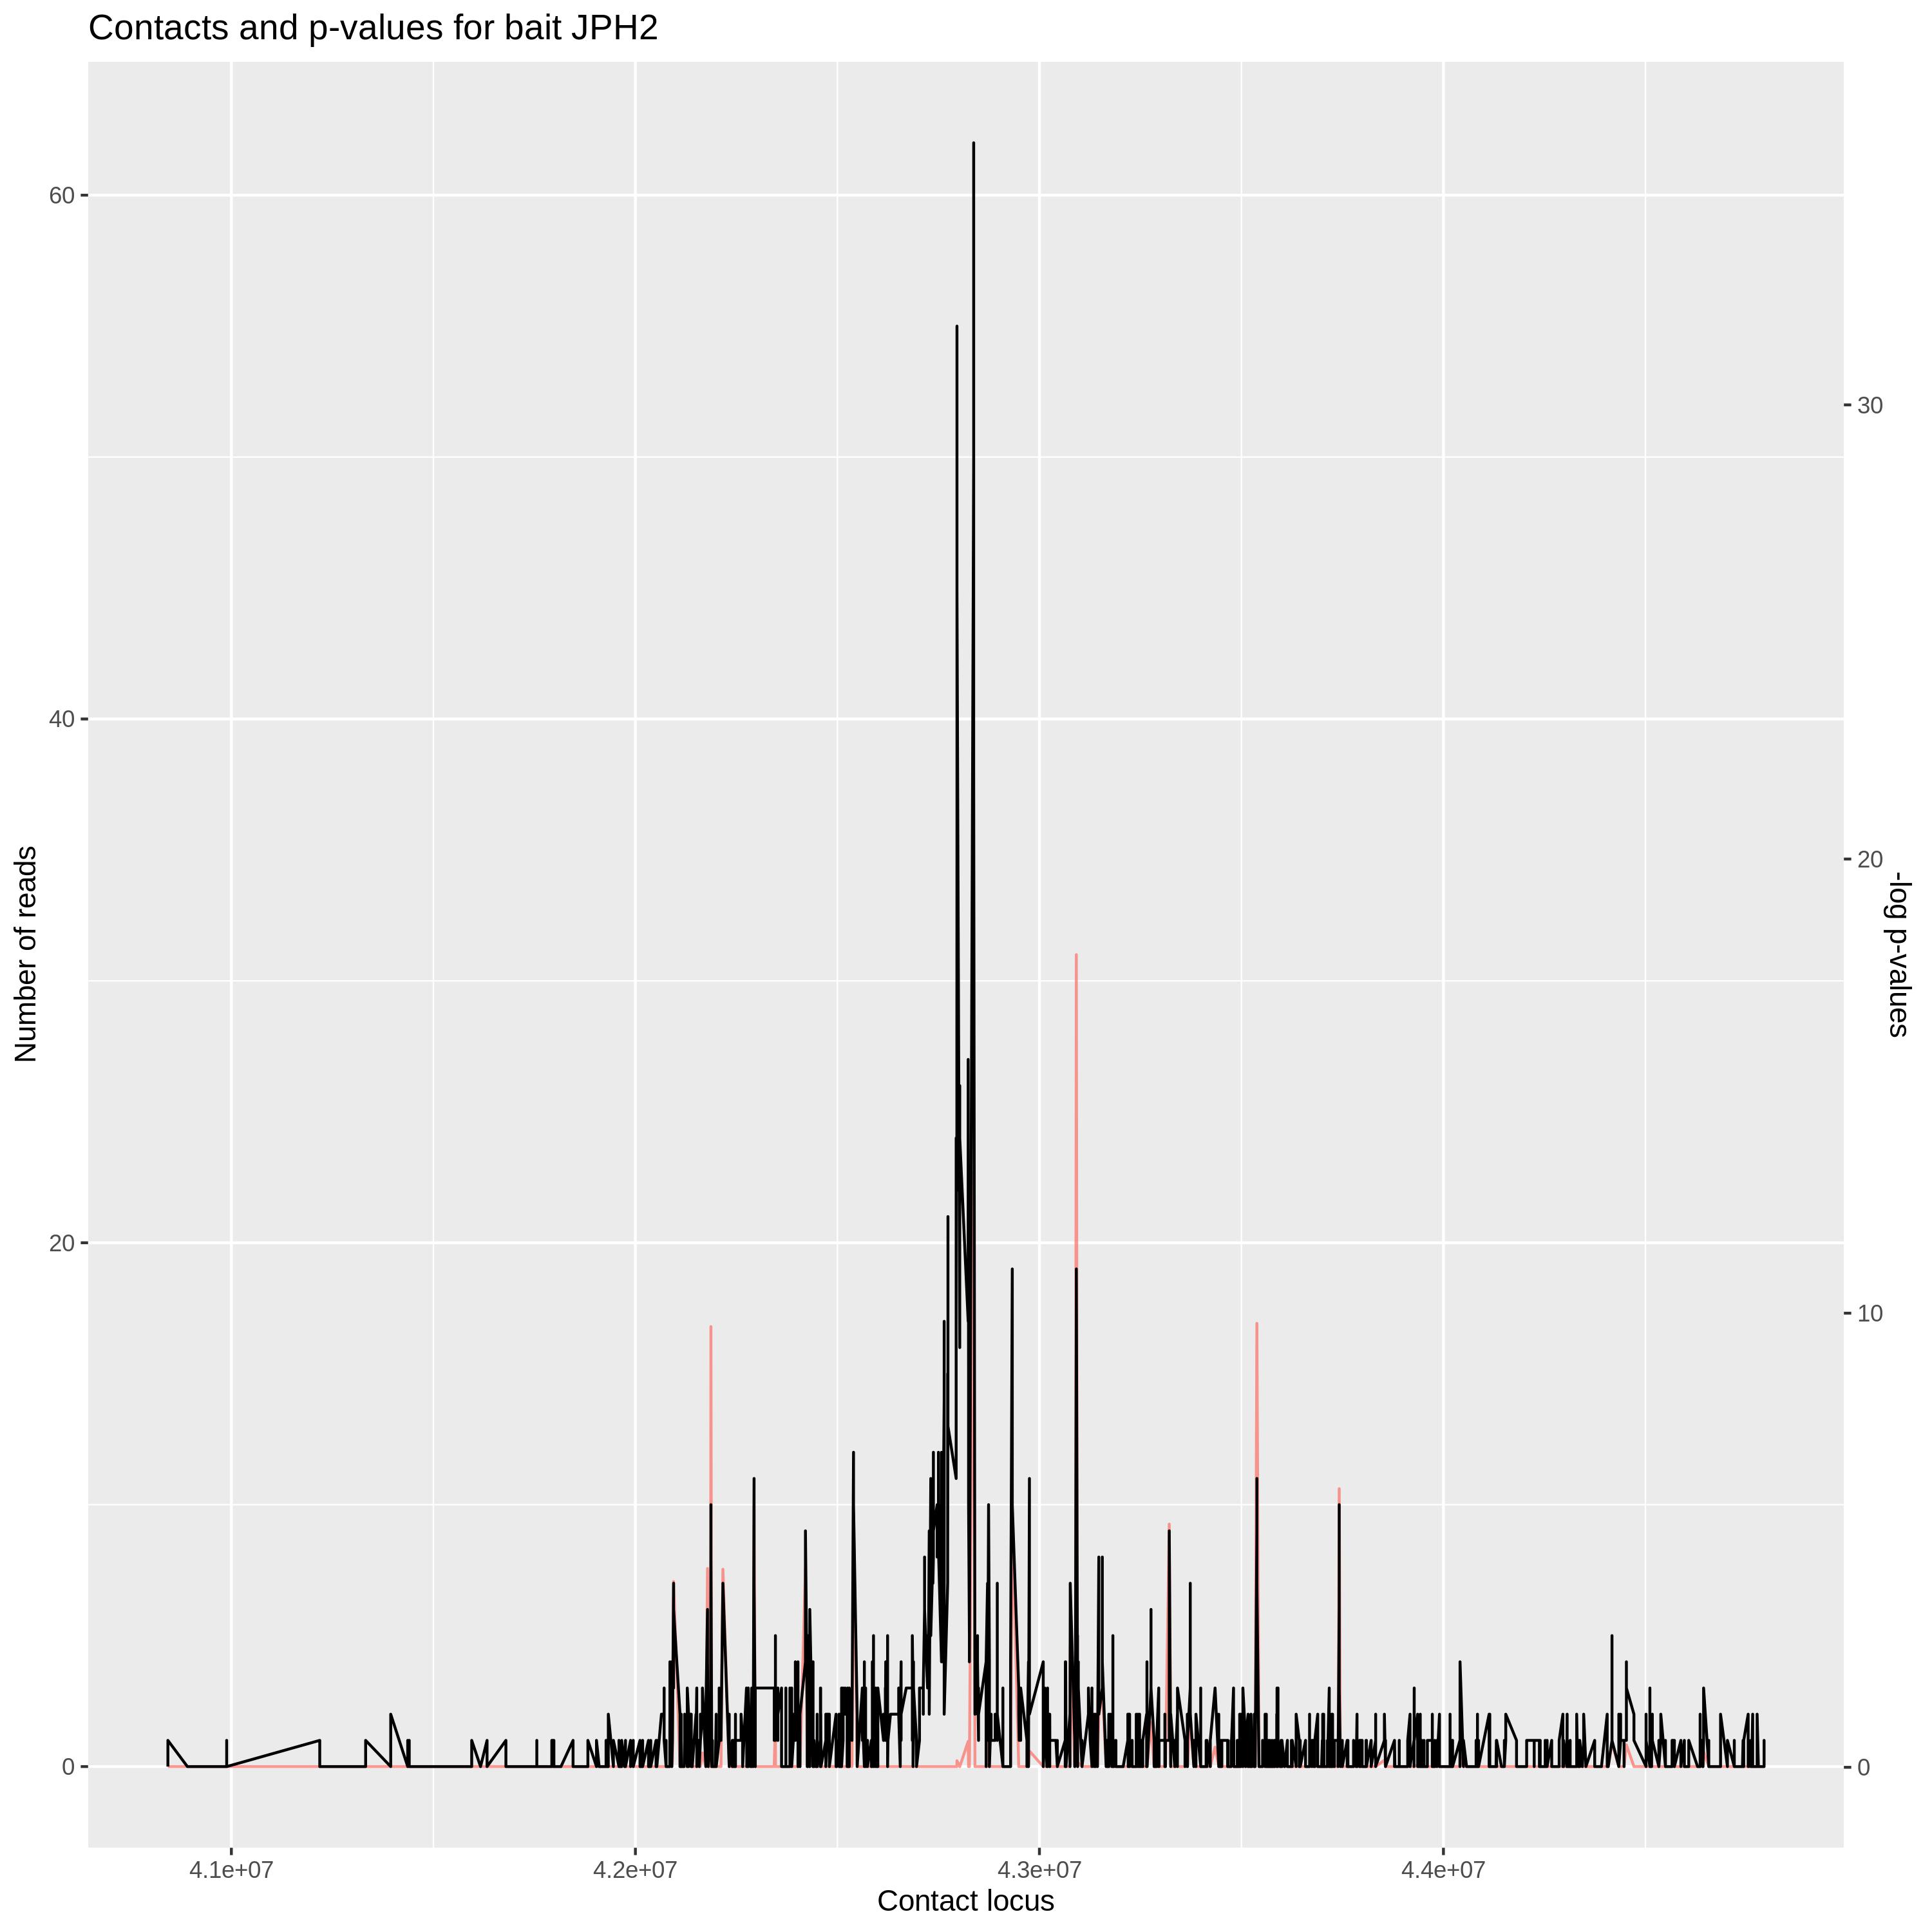 Contacts and p-values for bait JPH2
60
40
20
0
30
20
10
0
Number of reads
-log p-values
4.1e+07 4.2e+07 4.3e+07 4.4e+07
Contact locus